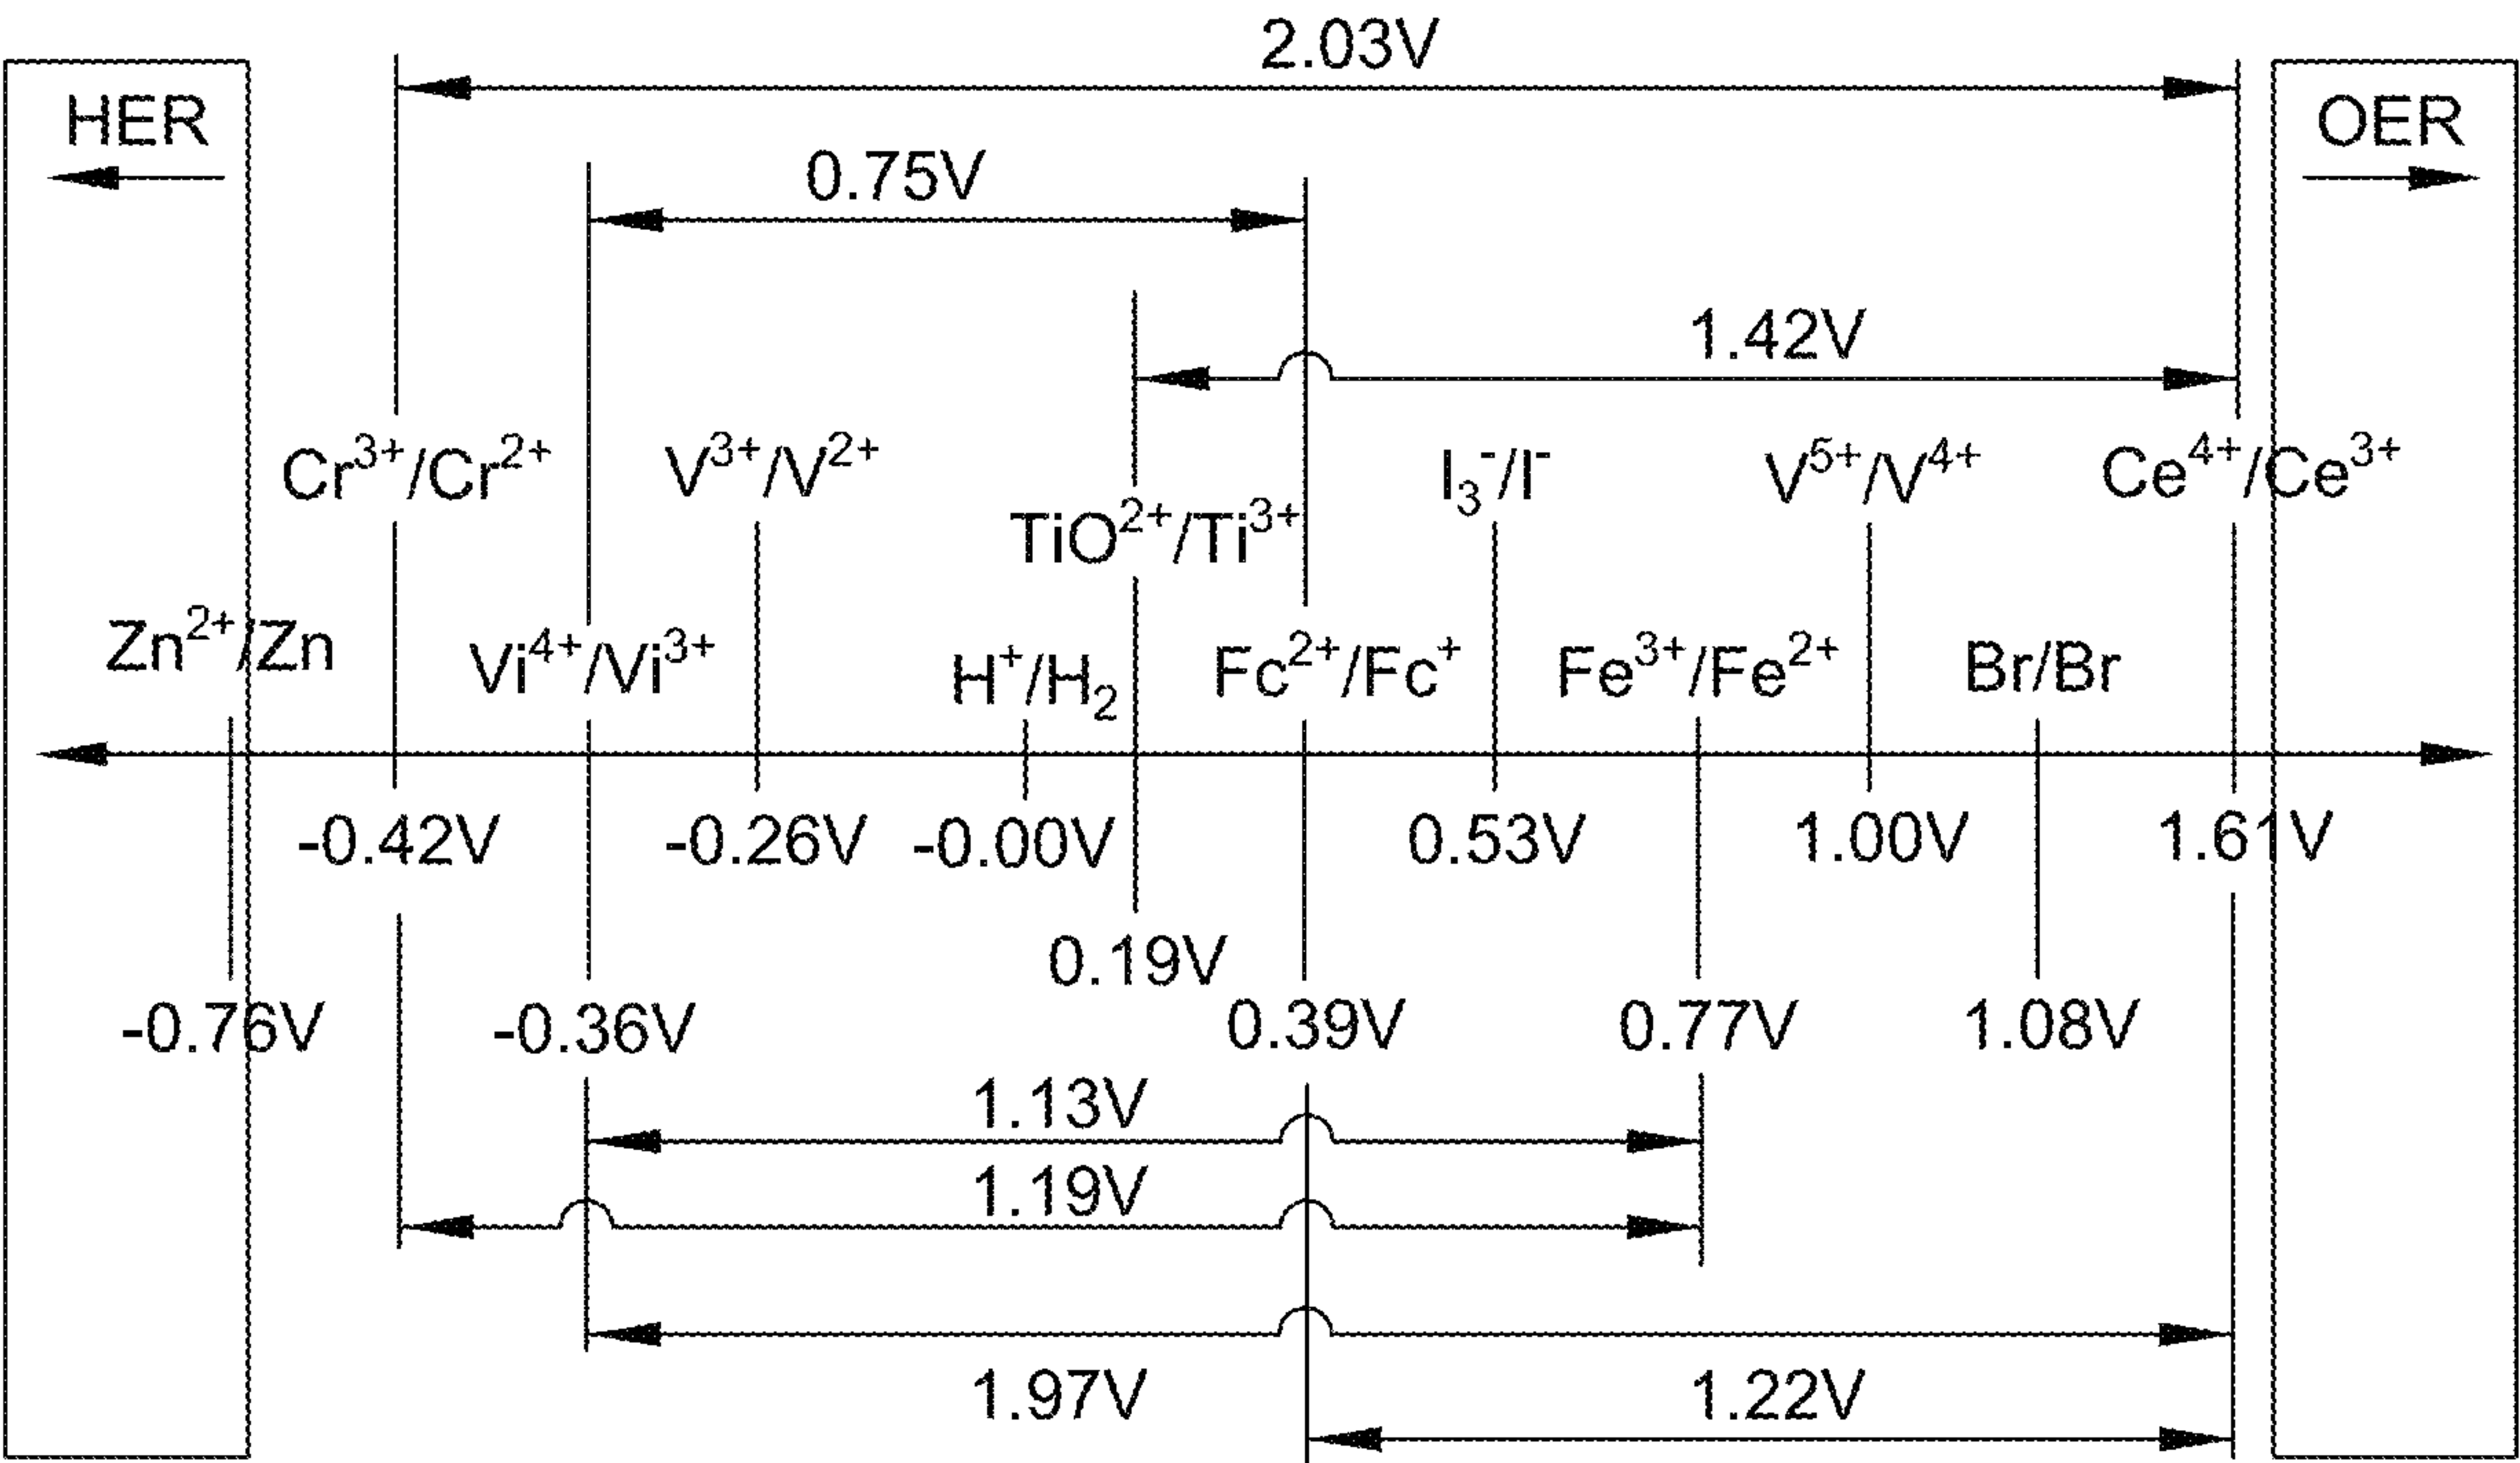 2.03V
HER
OER
0.75V
1.42V
Cr³⁺/Cr²⁺
V³⁺/V²⁺
I₃⁻/I⁻
V⁵⁺/V⁴⁺
Ce⁴⁺/Ce³⁺
TiO²⁺/Ti³⁺
Zn²⁺/Zn
Vi⁴⁺/Vi³⁺
H⁺/H₂
Fc²⁺/Fc⁺
Fe³⁺/Fe²⁺
Br/Br
-0.42V
-0.26V
-0.00V
0.53V
1.00V
1.61V
0.19V
-0.76V
-0.36V
0.39V
0.77V
1.08V
1.13V
1.19V
1.97V
1.22V